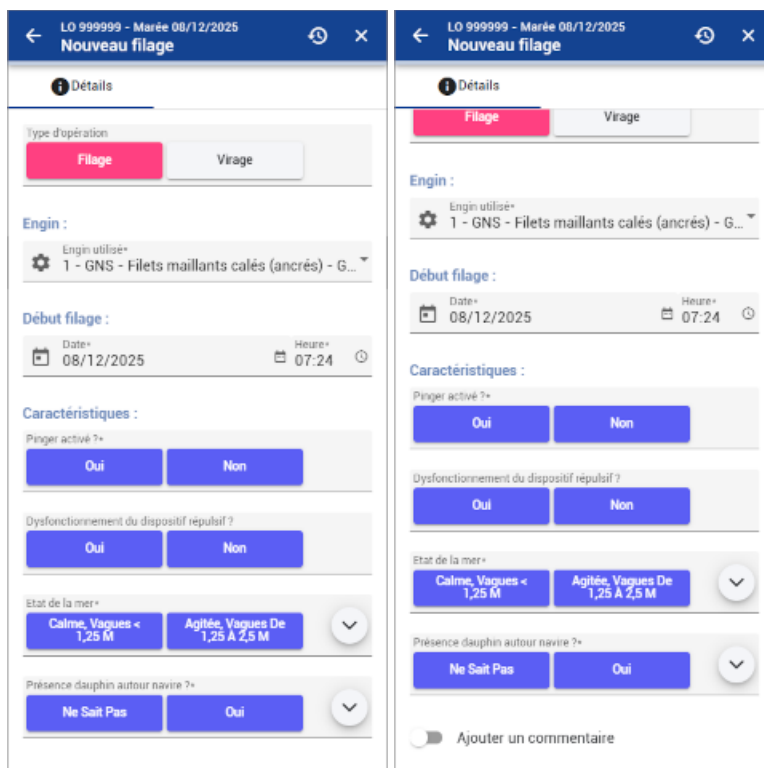 LO 999999 - Marée 08/12/2025
Nouveau filage
Détails
Type d'opération
Filage Virage
Engin :
Engin utilisé*
1 - GNS - Filets maillants calés (ancrés) - G...
Début filage :
Date* Heure*
08/12/2025 07:24
Caractéristiques :
Pinger activé ?*
Oui Non
Dysfonctionnement du dispositif répulsif ?
Oui Non
Etat de la mer*
Calme, Vagues < 1,25 M
Agitée, Vagues De 1,25 À 2,5 M
Présence dauphin autour navire ?*
Ne Sait Pas Oui
LO 999999 - Marée 08/12/2025
Nouveau filage
Détails
Filage Virage
Engin :
Engin utilisé*
1 - GNS - Filets maillants calés (ancrés) - G...
Début filage :
Date* Heure*
08/12/2025 07:24
Caractéristiques :
Pinger activé ?*
Oui Non
Dysfonctionnement du dispositif répulsif ?
Oui Non
Etat de la mer*
Calme, Vagues < 1,25 M
Agitée, Vagues De 1,25 À 2,5 M
Présence dauphin autour navire ?*
Ne Sait Pas Oui
Ajouter un commentaire